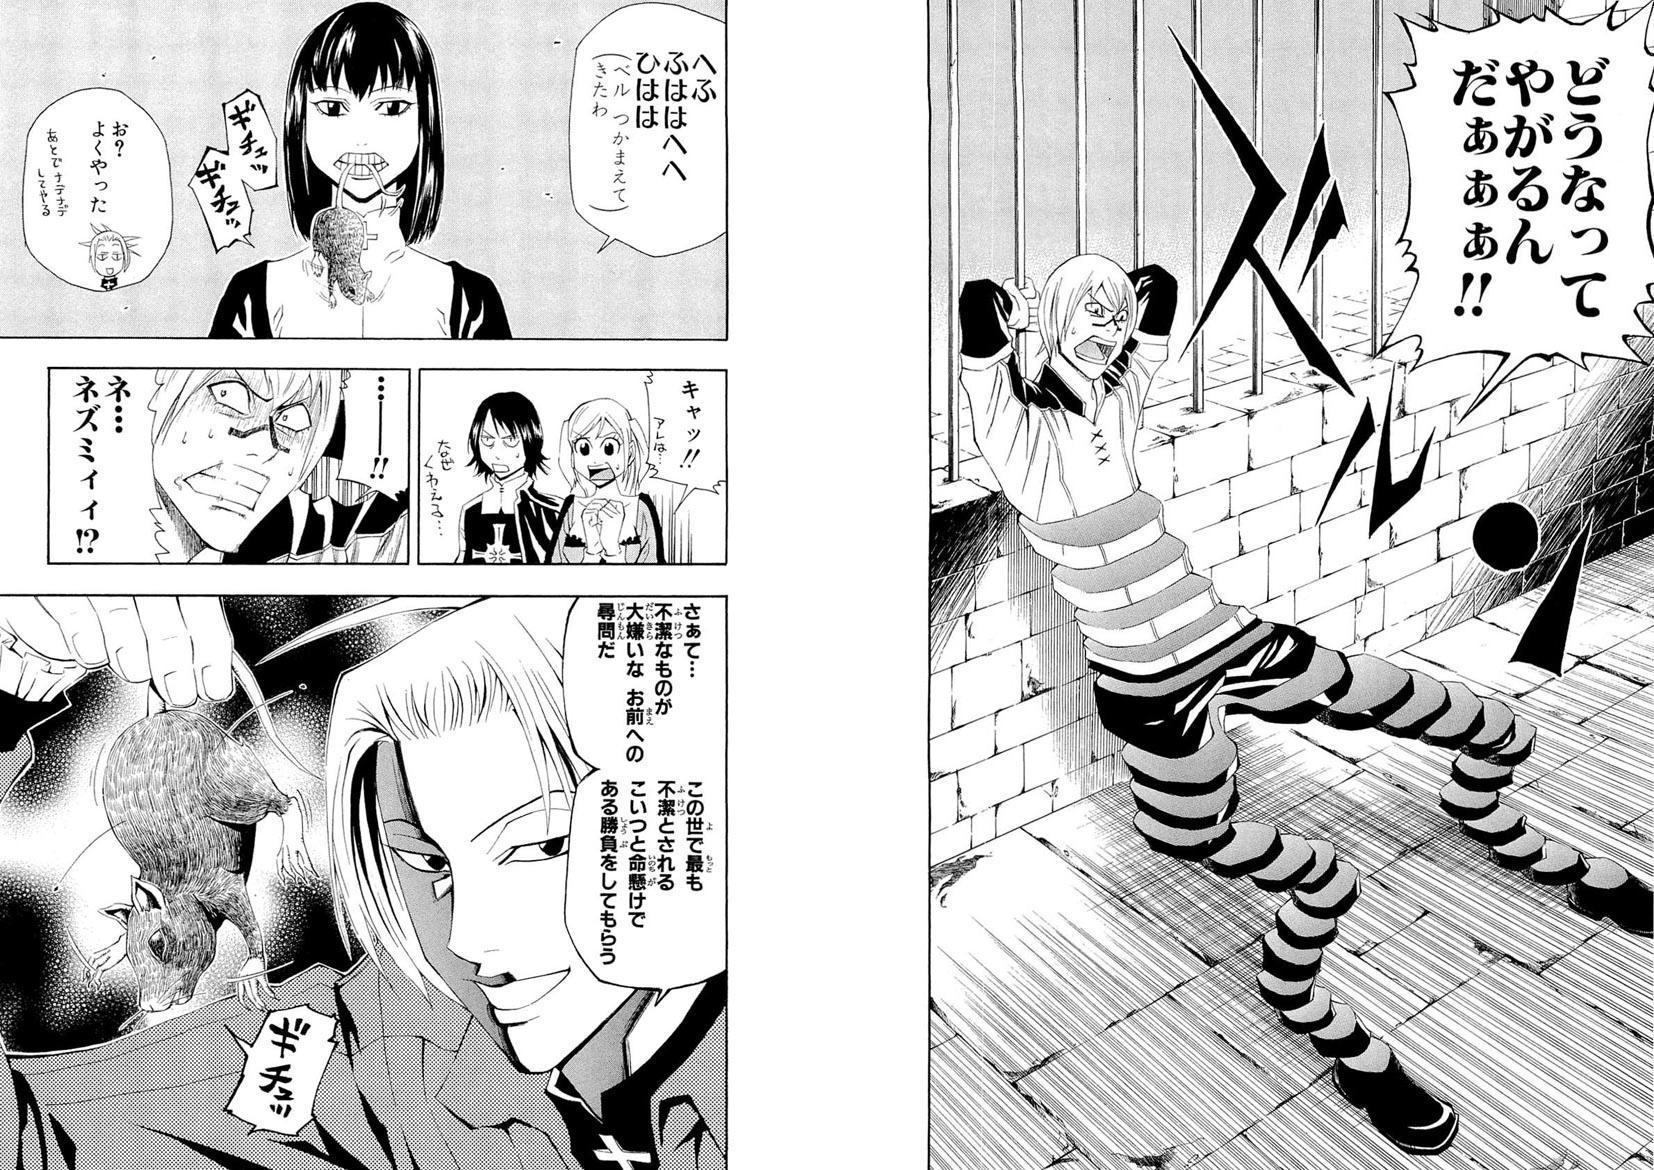 どうなって
やがるん
だぁぁぁぁ!!
ズズ
ン
へふ
ふははへへ
ひはは
(ベル つかまえて
きたわ)
ギチュッ
ギチュッ
お?
よくやった
あとでナデナデ
してやる
キャッ!!
アレは…
なぜ
くわえる…
……!!
ネ…
ネズミィィ!?
さぁて…
不潔なものが
大嫌いな お前への
尋問だ
この世で最も
不潔とされる
こいつと命懸けで
ある勝負をしてもらう
ギチュッ